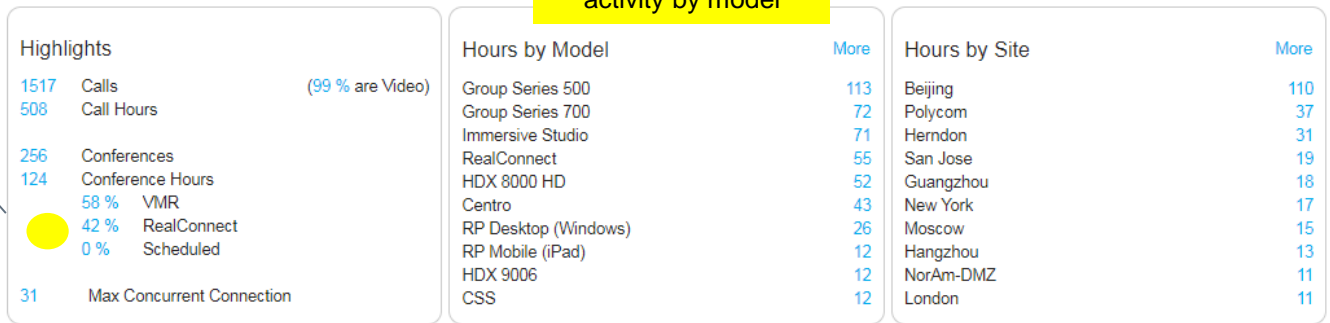 activity by model
Highlights
1517 Calls (99 % are Video)
508 Call Hours
256 Conferences
124 Conference Hours
58 % VMR
42 % RealConnect
0 % Scheduled
31 Max Concurrent Connection
Hours by Model More
Group Series 500 113
Group Series 700 72
Immersive Studio 71
RealConnect 55
HDX 8000 HD 52
Centro 43
RP Desktop (Windows) 26
RP Mobile (iPad) 12
HDX 9006 12
CSS 12
Hours by Site More
Beijing 110
Polycom 37
Herndon 31
San Jose 19
Guangzhou 18
New York 17
Moscow 15
Hangzhou 13
NorAm-DMZ 11
London 11